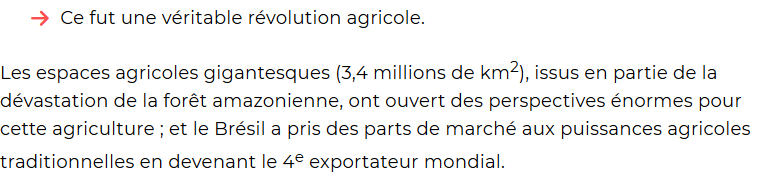 → Ce fut une véritable révolution agricole.
Les espaces agricoles gigantesques (3,4 millions de km²), issus en partie de la
dévastation de la forêt amazonienne, ont ouvert des perspectives énormes pour
cette agriculture ; et le Brésil a pris des parts de marché aux puissances agricoles
traditionnelles en devenant le 4ᵉ exportateur mondial.